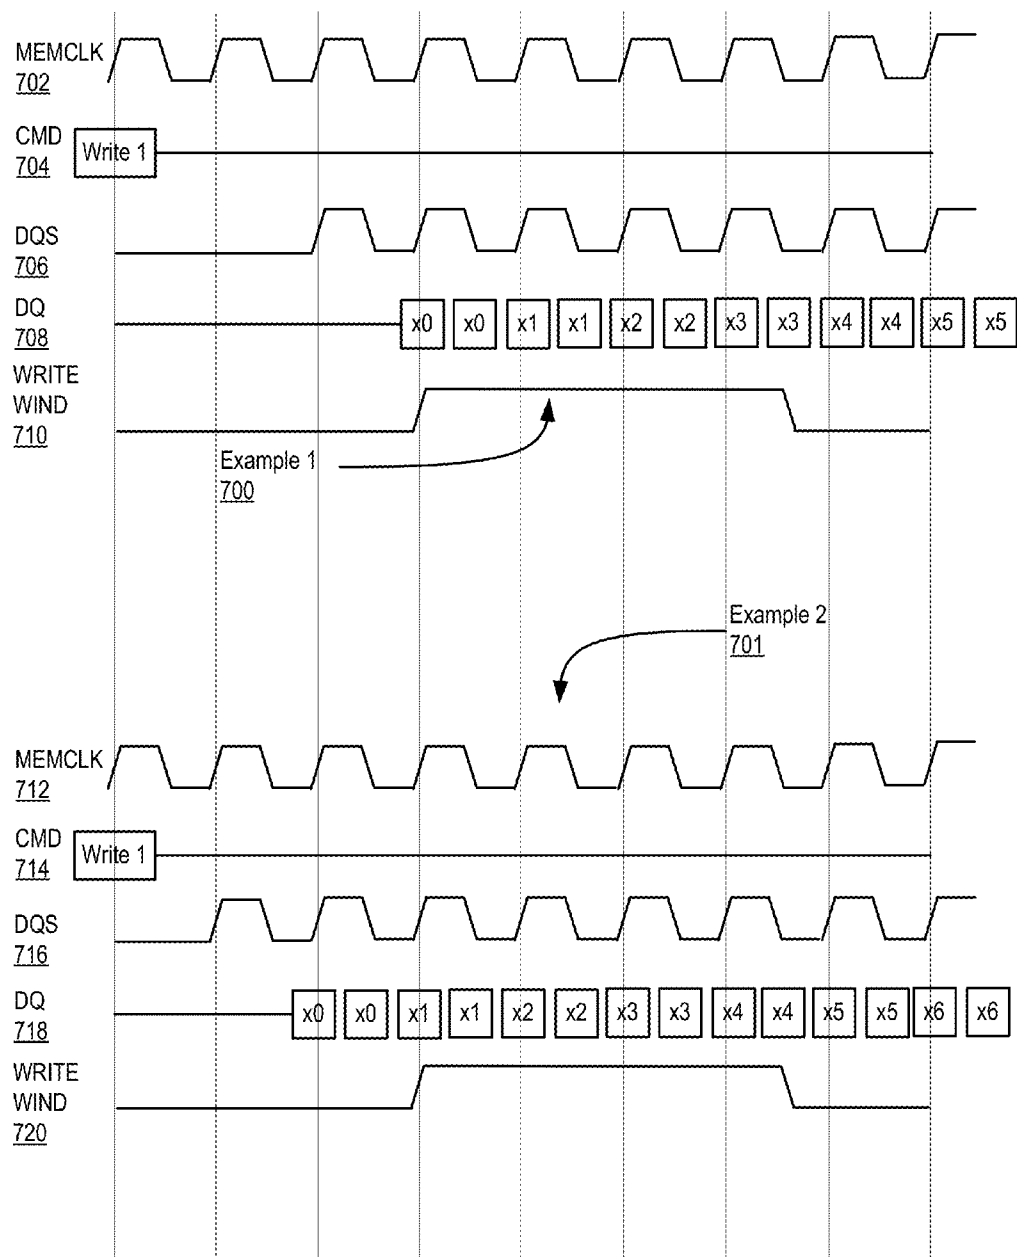 MEMCLK
702
CMD
704
Write 1
DQS
706
DQ
708
x0 x0 x1 x1 x2 x2 x3 x3 x4 x4 x5 x5
WRITE
WIND
710
Example 1
700
Example 2
701
MEMCLK
712
CMD
714
Write 1
DQS
716
DQ
718
x0 x0 x1 x1 x2 x2 x3 x3 x4 x4 x5 x5 x6 x6
WRITE
WIND
720